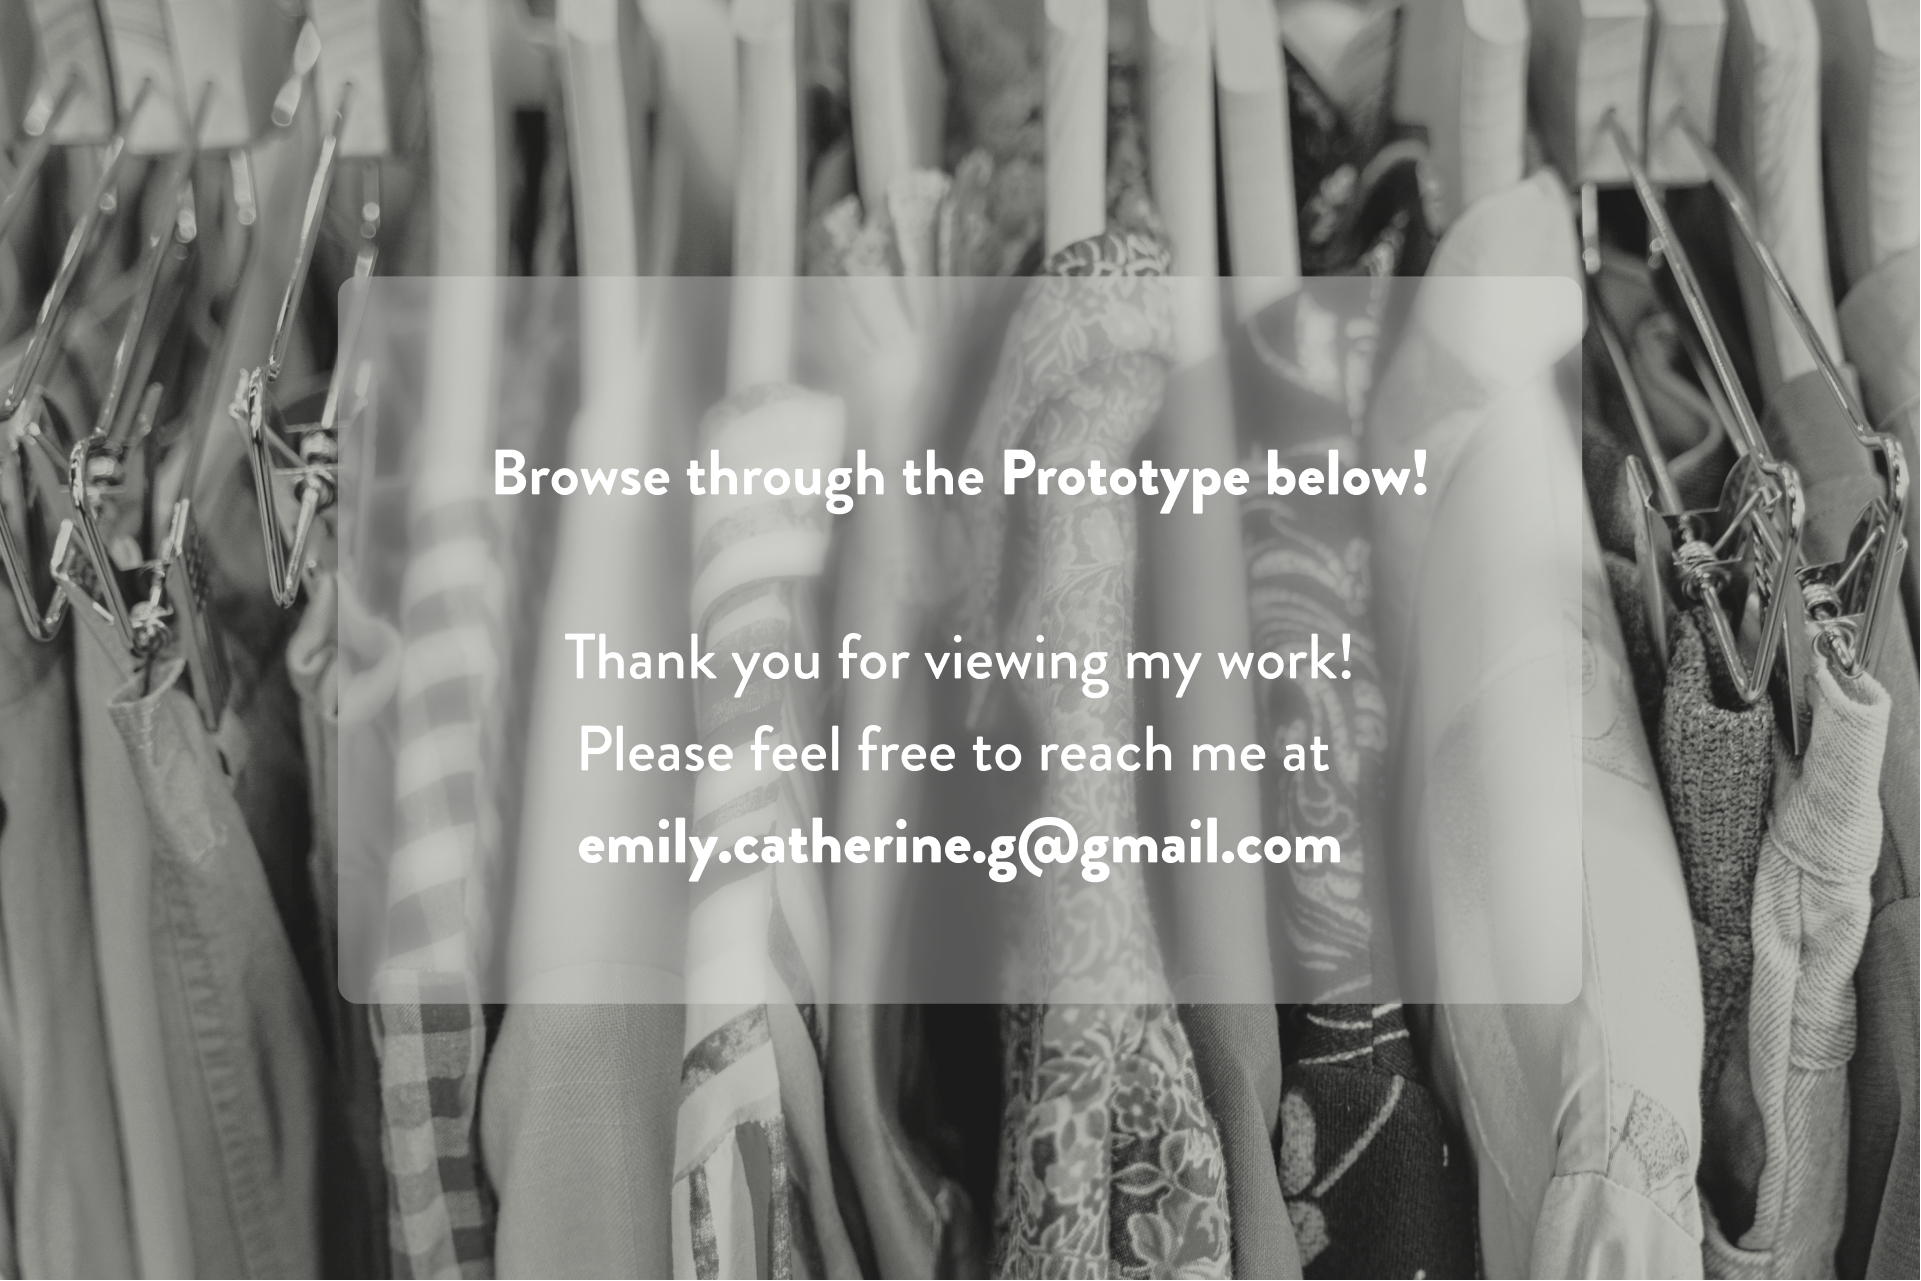 Browse through the Prototype below!
Thank you for viewing my work!
Please feel free to reach me at
emily.catherine.g@gmail.com